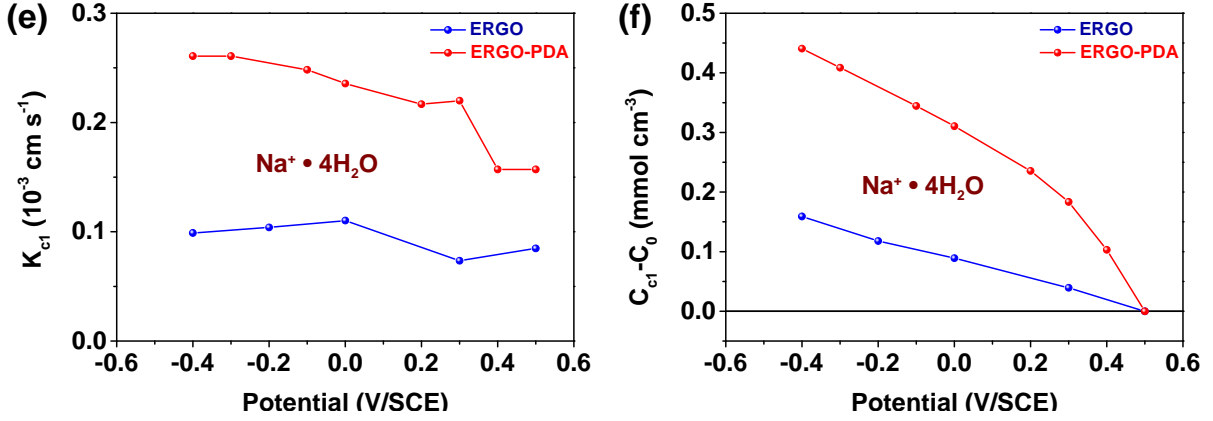 (e)
ERGO
ERGO-PDA
Na⁺ • 4H₂O
K_c1 (10⁻³ cm s⁻¹)
0.3
0.2
0.1
0.0
-0.6 -0.4 -0.2 0.0 0.2 0.4 0.6
Potential (V/SCE)
(f)
ERGO
ERGO-PDA
Na⁺ • 4H₂O
C_c1-C_0 (mmol cm⁻³)
0.5
0.4
0.3
0.2
0.1
0.0
-0.6 -0.4 -0.2 0.0 0.2 0.4 0.6
Potential (V/SCE)